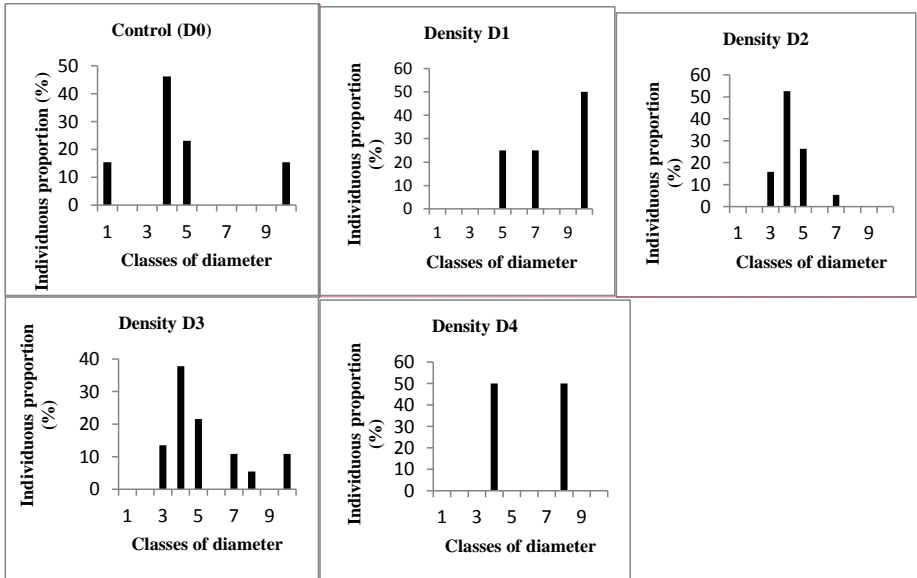 Control (D0)
Individuous proportion (%)
50
40
30
20
10
0
1 3 5 7 9
Classes of diameter
Density D1
Individuous proportion
(%)
60
50
40
30
20
10
0
1 3 5 7 9
Classes of diameter
Density D2
Individuous proportion
(%)
60
50
40
30
20
10
0
1 3 5 7 9
Classes of diameter
Density D3
Individuous proportion
(%)
40
30
20
10
0
1 3 5 7 9
Classes of diameter
Density D4
Individuous proportion
(%)
60
50
40
30
20
10
0
1 3 5 7 9
Classes of diameter